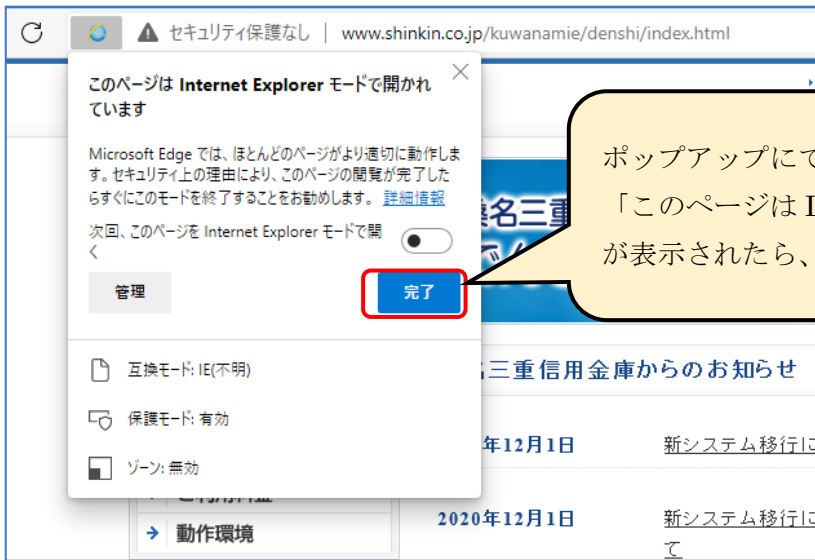 セキュリティ保護なし | www.shinkin.co.jp/kuwanamie/denshi/index.html
このページは Internet Explorer モードで開かれ
ています
Microsoft Edge では、ほとんどのページがより適切に動作しま
す。セキュリティ上の理由により、このページの閲覧が完了した
らすぐにこのモードを終了することをお勧めします。 詳細情報
次回、このページを Internet Explorer モードで開
く
管理
完了
互換モード: IE(不明)
保護モード: 有効
ゾーン: 無効
ポップアップにて
「このページは I
が表示されたら、
名三重
三重信用金庫からのお知らせ
年12月1日
新システム移行に
2020年12月1日
新システム移行に
て
動作環境